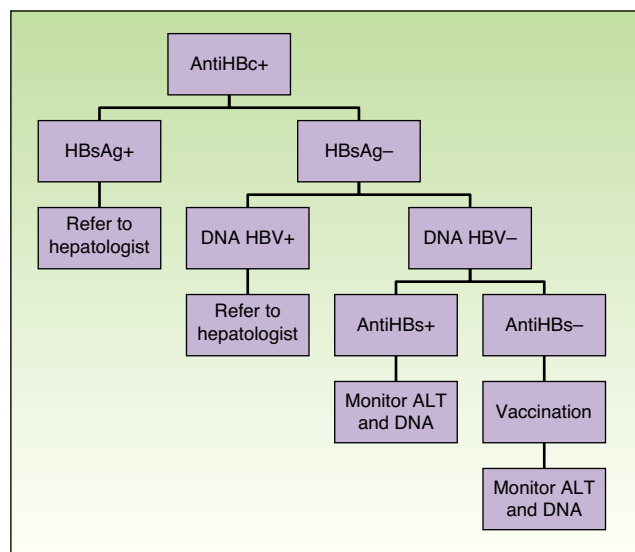 AntiHBc+
HBsAg+
HBsAg–
Refer to
hepatologist
DNA HBV+
DNA HBV–
Refer to
hepatologist
AntiHBs+
AntiHBs–
Monitor ALT
and DNA
Vaccination
Monitor ALT
and DNA